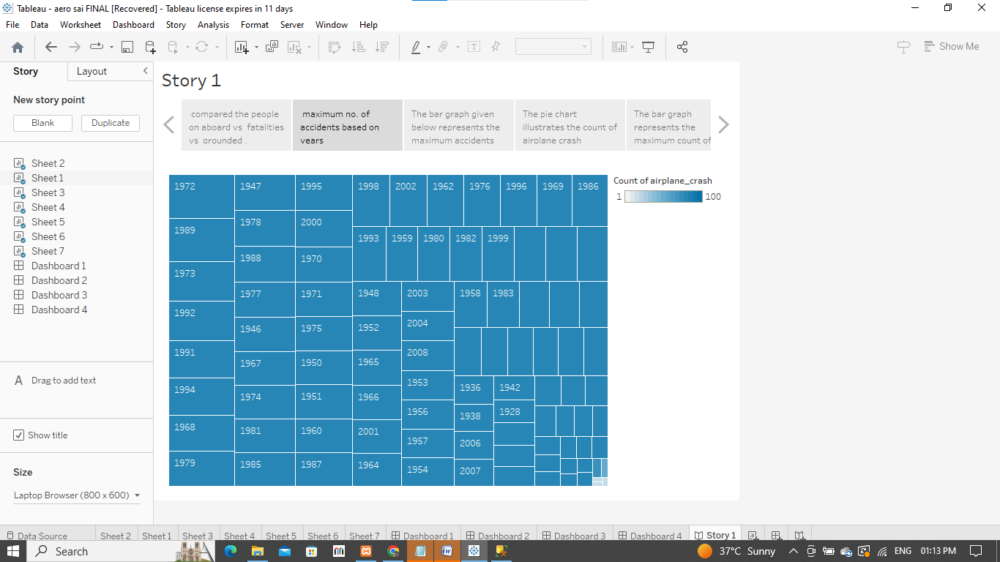 Tableau - aero sai FINAL [Recovered] - Tableau license expires in 11 days
File Data Worksheet Dashboard Story Analysis Format Server Window Help
Show Me
Story Layout
New story point
Blank Duplicate
Sheet 2
Sheet 1
Sheet 3
Sheet 4
Sheet 5
Sheet 6
Sheet 7
Dashboard 1
Dashboard 2
Dashboard 3
Dashboard 4
A Drag to add text
Show title
Size
Laptop Browser (800 x 600)
Story 1
compared the people
on aboard vs fatalities
vs grounded .
maximum no. of
accidents based on
years
The bar graph given
below represents the
maximum accidents
The pie chart
illustrates the count of
airplane crash
The bar graph
represents the
maximum count of
1972
1989
1973
1992
1991
1994
1968
1979
1947
1978
1988
1977
1946
1967
1974
1981
1985
1995
2000
1970
1971
1975
1950
1951
1960
1987
1998 2002 1962 1976 1996 1969 1986
1993 1959 1980 1982 1999
1948
1952
1965
1966
2001
1964
2003
2004
2008
1953
1956
1957
1954
1958 1983
1936
1938
2006
2007
1942
1928
Count of airplane_crash
1 100
Data Source Sheet 2 Sheet 1 Sheet 3 Sheet 4 Sheet 5 Sheet 6 Sheet 7 Dashboard 1 Dashboard 2 Dashboard 3 Dashboard 4 Story 1
Search
37°C Sunny ENG 01:13 PM